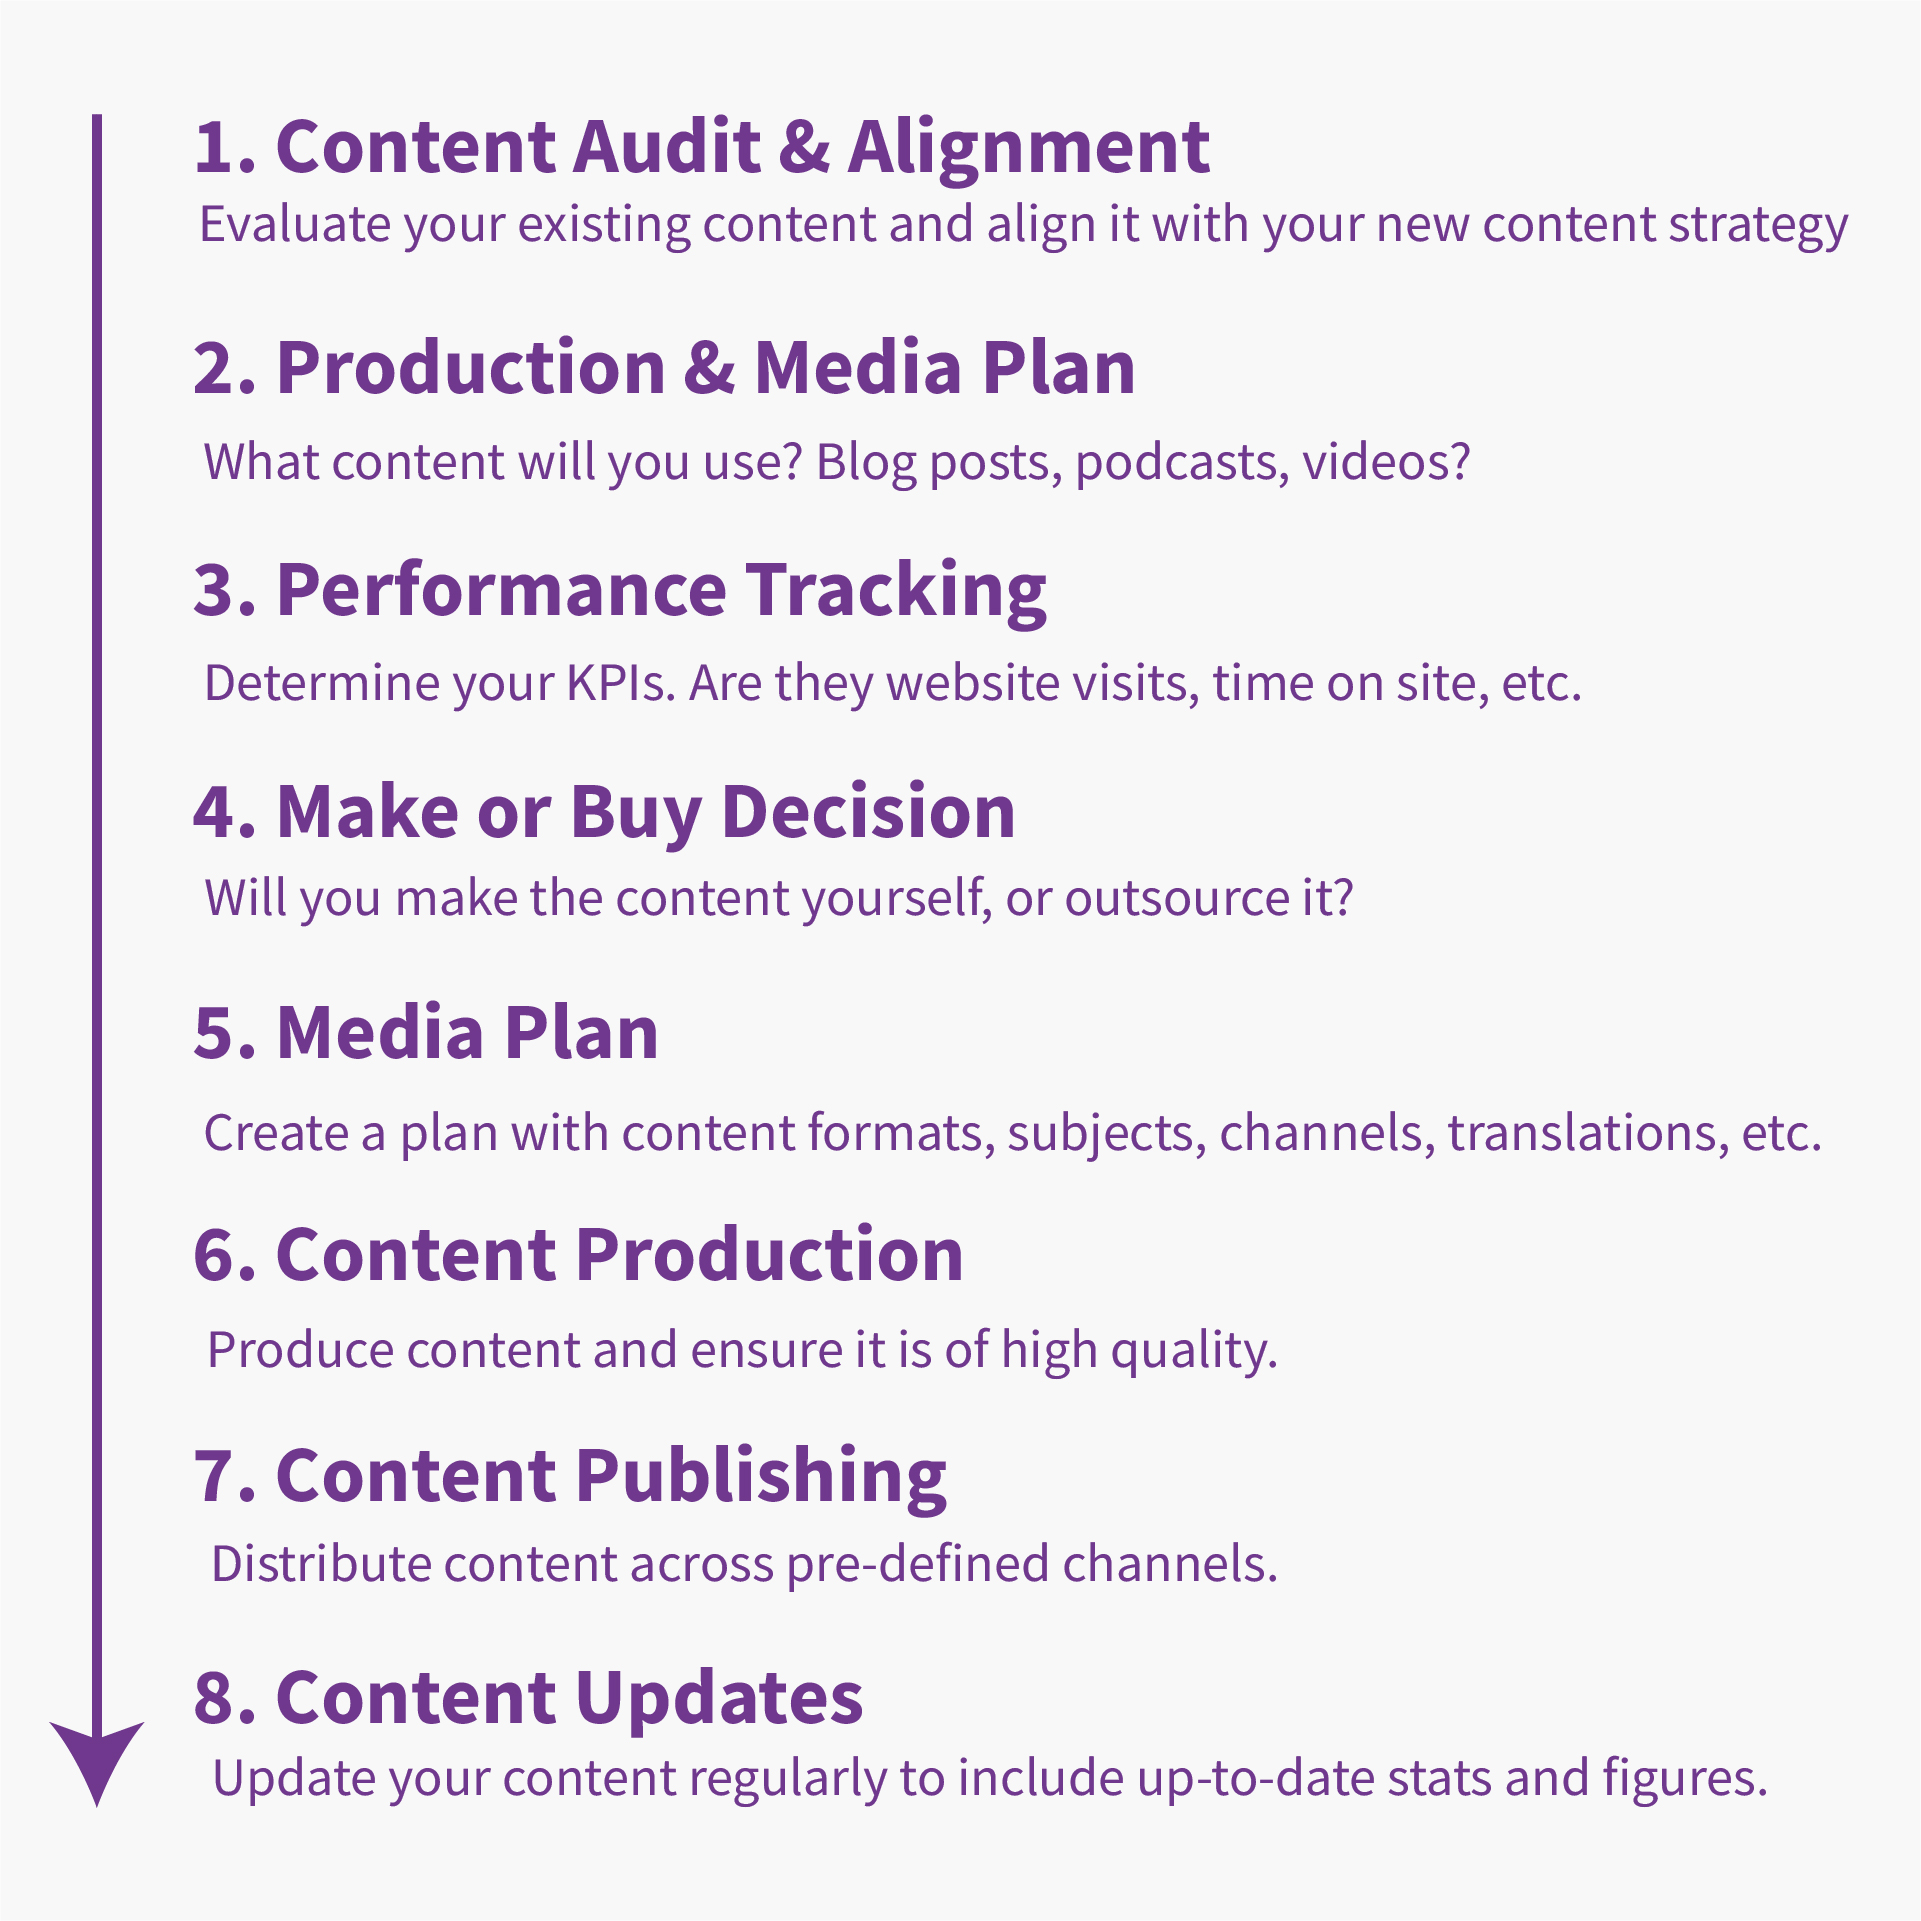 1. Content Audit & Alignment
Evaluate your existing content and align it with your new content strategy
2. Production & Media Plan
What content will you use? Blog posts, podcasts, videos?
3. Performance Tracking
Determine your KPIs. Are they website visits, time on site, etc.
4. Make or Buy Decision
Will you make the content yourself, or outsource it?
5. Media Plan
Create a plan with content formats, subjects, channels, translations, etc.
6. Content Production
Produce content and ensure it is of high quality.
7. Content Publishing
Distribute content across pre-defined channels.
8. Content Updates
Update your content regularly to include up-to-date stats and figures.